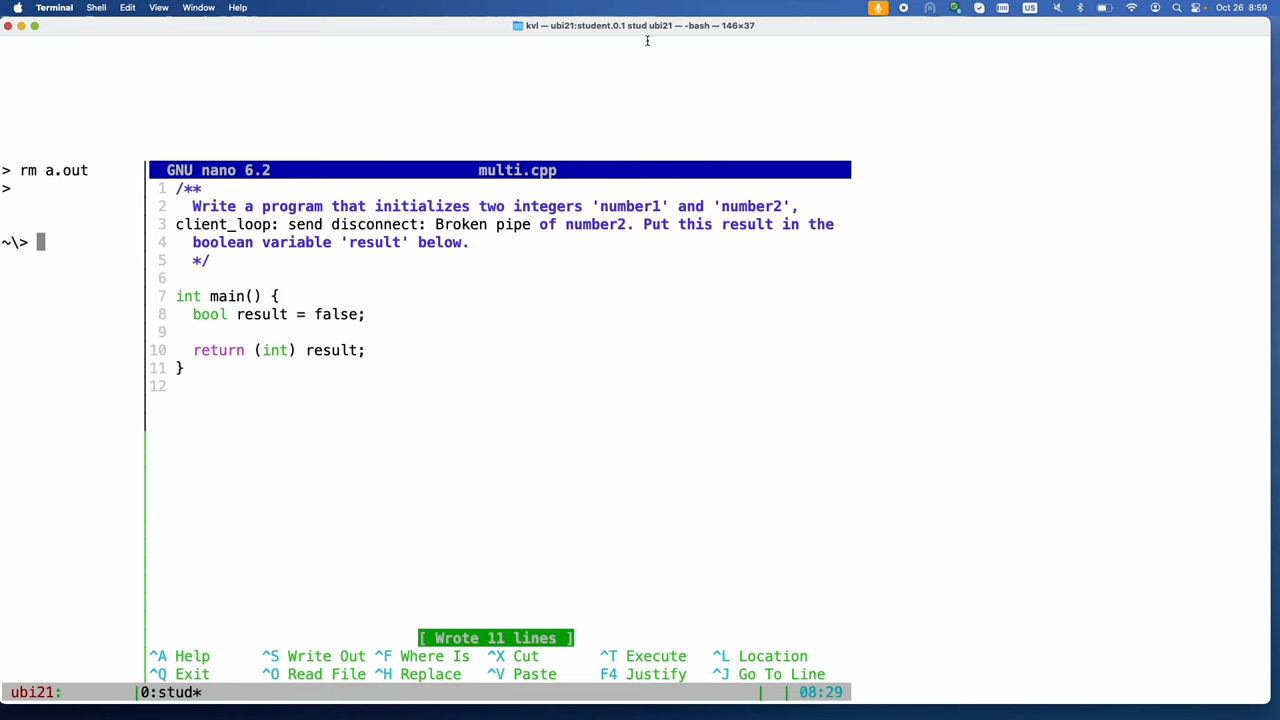 Terminal Shell Edit View Window Help Oct 26 8:59
kvl — ubi21:student.0.1 stud ubi21 — -bash — 146×37
> rm a.out
>
~\>
GNU nano 6.2 multi.cpp
1 /**
2 Write a program that initializes two integers 'number1' and 'number2',
3 client_loop: send disconnect: Broken pipe of number2. Put this result in the
4 boolean variable 'result' below.
5 */
6
7 int main() {
8 bool result = false;
9
10 return (int) result;
11 }
12
[ Wrote 11 lines ]
^A Help ^S Write Out ^F Where Is ^X Cut ^T Execute ^L Location
^Q Exit ^O Read File ^H Replace ^V Paste F4 Justify ^J Go To Line
ubi21: 0:stud* 08:29